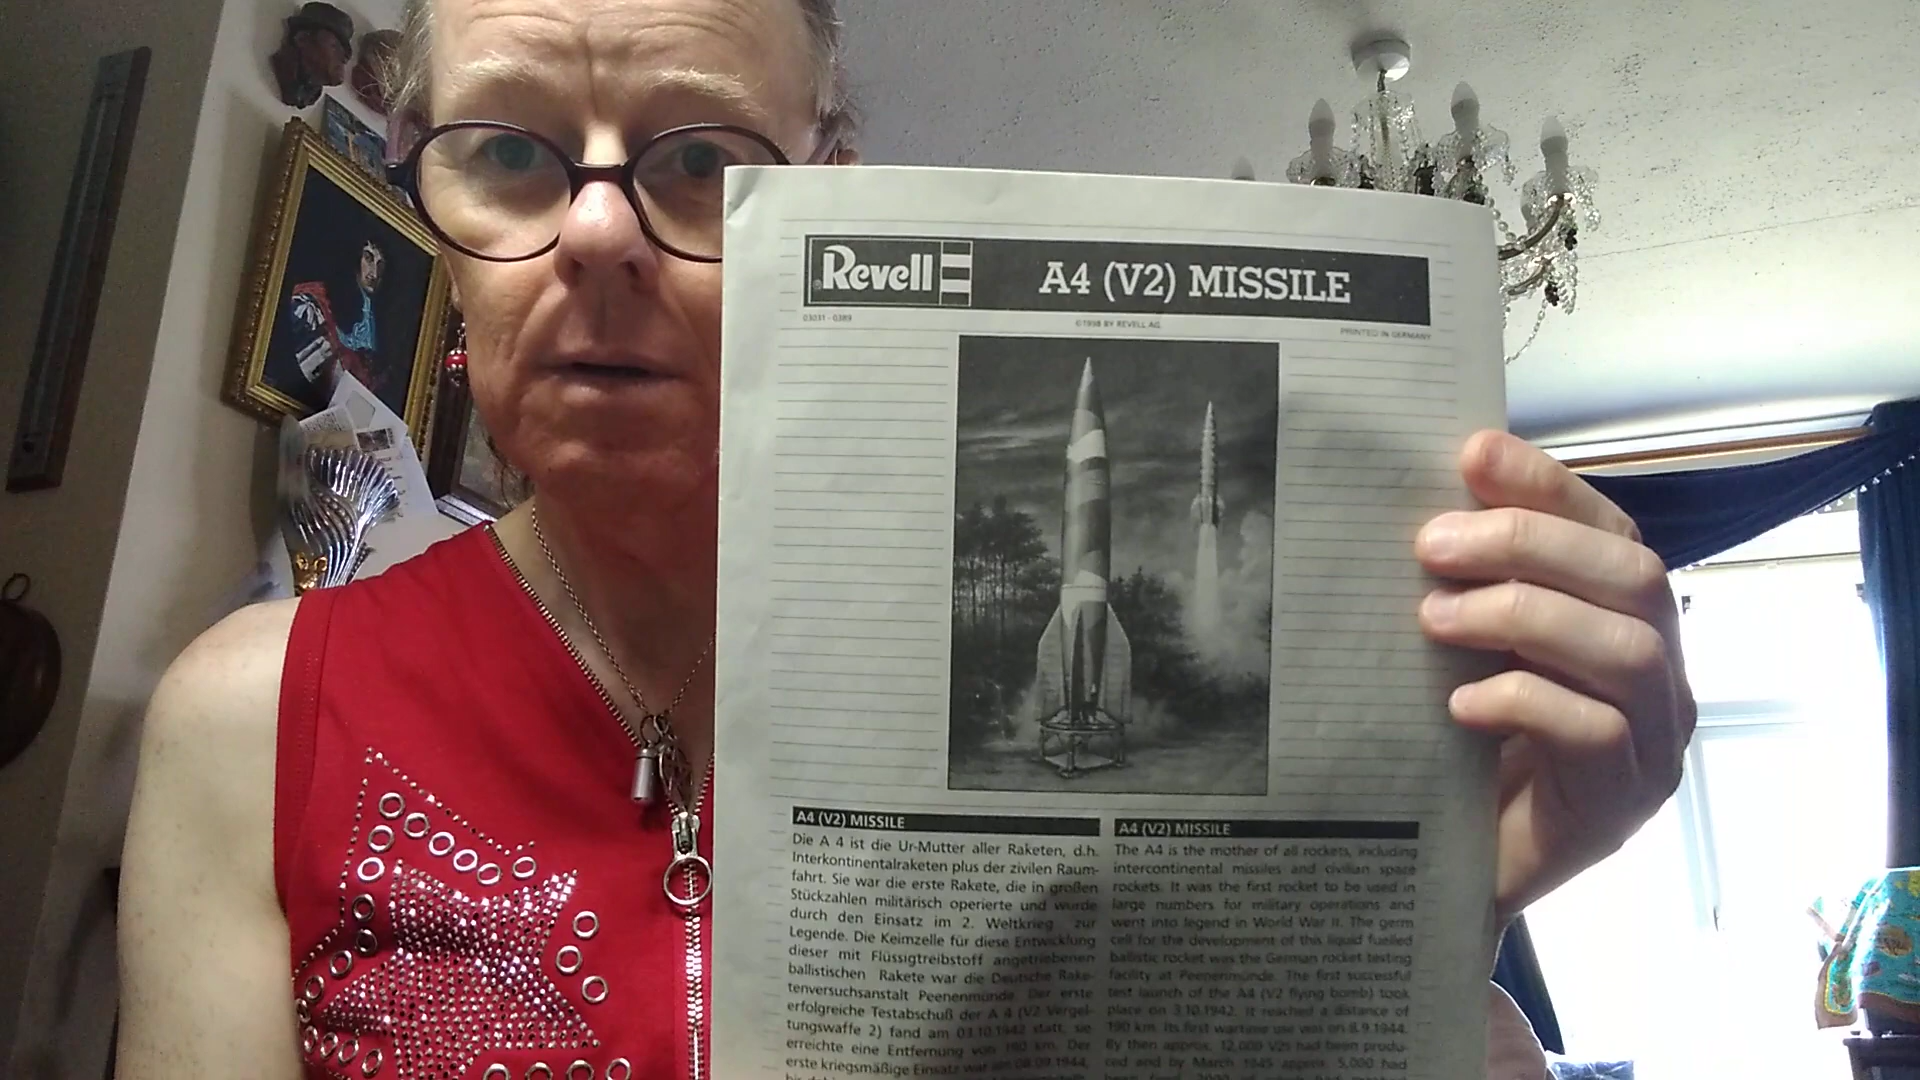 Revell
A4 (V2) MISSILE
03031 - 0389
©1998 BY REVELL AG
PRINTED IN GERMANY
A4 (V2) MISSILE
Die A 4 ist die Ur-Mutter aller Raketen, d.h.
Interkontinentalraketen plus der zivilen Raum-
fahrt. Sie war die erste Rakete, die in großen
Stückzahlen militärisch operierte und wurde
durch den Einsatz im 2. Weltkrieg zur
Legende. Die Keimzelle für diese Entwicklung
dieser mit Flüssigtreibstoff angetriebenen
ballistischen Rakete war die Deutsche Rake-
tenversuchsanstalt Peenemünde. Der erste
erfolgreiche Testabschuß der A 4 (V2 Vergel-
tungswaffe 2) fand am 03.10.1942 statt, sie
erreichte eine Entfernung von 190 km. Der
erste kriegsmäßige Einsatz war am 08.09.1944,
A4 (V2) MISSILE
The A4 is the mother of all rockets, including
intercontinental missiles and civilian space
rockets. It was the first rocket to be used in
large numbers for military operations and
went into legend in World War II. The germ
cell for the development of this liquid fuelled
ballistic rocket was the German rocket testing
facility at Peenemünde. The first successful
test launch of the A4 (V2 flying bomb) took
place on 3.10.1942. It reached a distance of
190 km. Its first wartime use was on 8.9.1944.
By then approx. 12,000 V2s had been produ-
ced and by March 1945 approx. 5,000 had